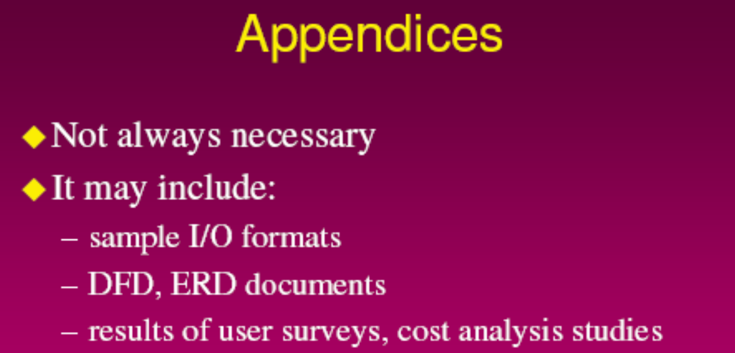 Appendices
Not always necessary
It may include:
– sample I/O formats
– DFD, ERD documents
– results of user surveys, cost analysis studies